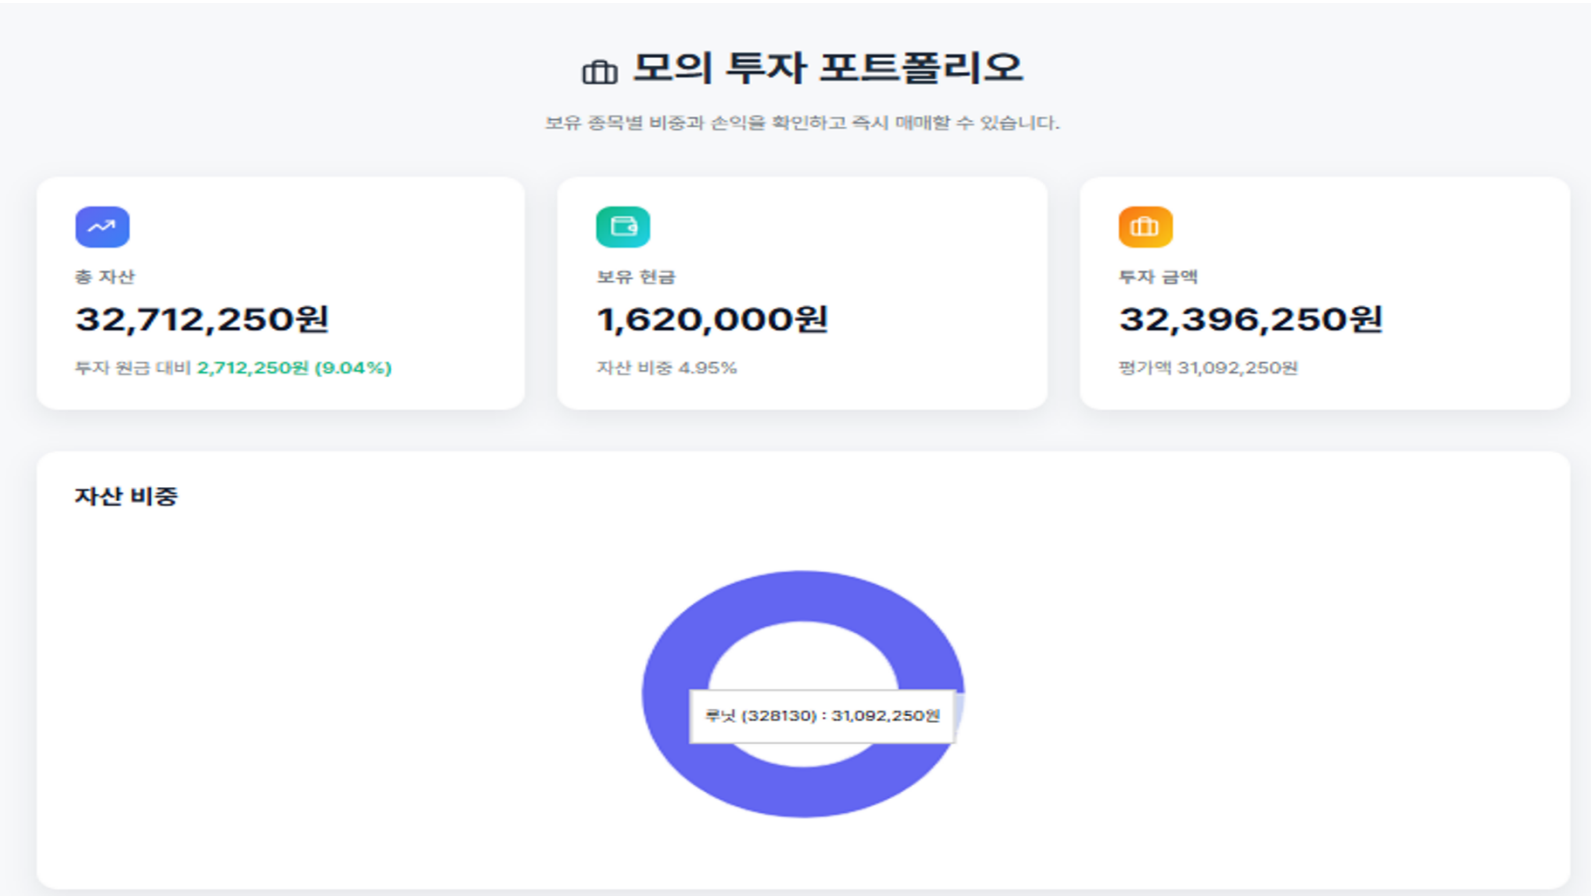 모의 투자 포트폴리오
보유 종목별 비중과 손익을 확인하고 즉시 매매할 수 있습니다.
총 자산
32,712,250원
투자 원금 대비 2,712,250원 (9.04%)
보유 현금
1,620,000원
자산 비중 4.95%
투자 금액
32,396,250원
평가액 31,092,250원
자산 비중
루닛 (328130) : 31,092,250원